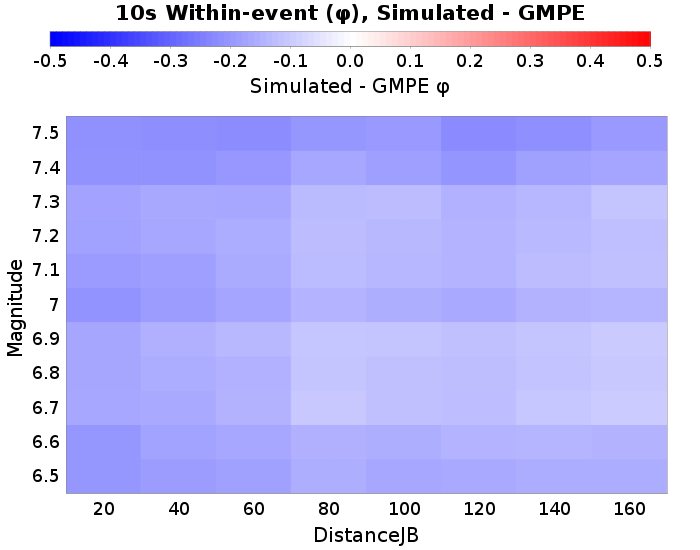 10s Within-event (φ), Simulated - GMPE
-0.5 -0.4 -0.3 -0.2 -0.1 0.0 0.1 0.2 0.3 0.4 0.5
Simulated - GMPE φ
Magnitude
7.5
7.4
7.3
7.2
7.1
7
6.9
6.8
6.7
6.6
6.5
20 40 60 80 100 120 140 160
DistanceJB